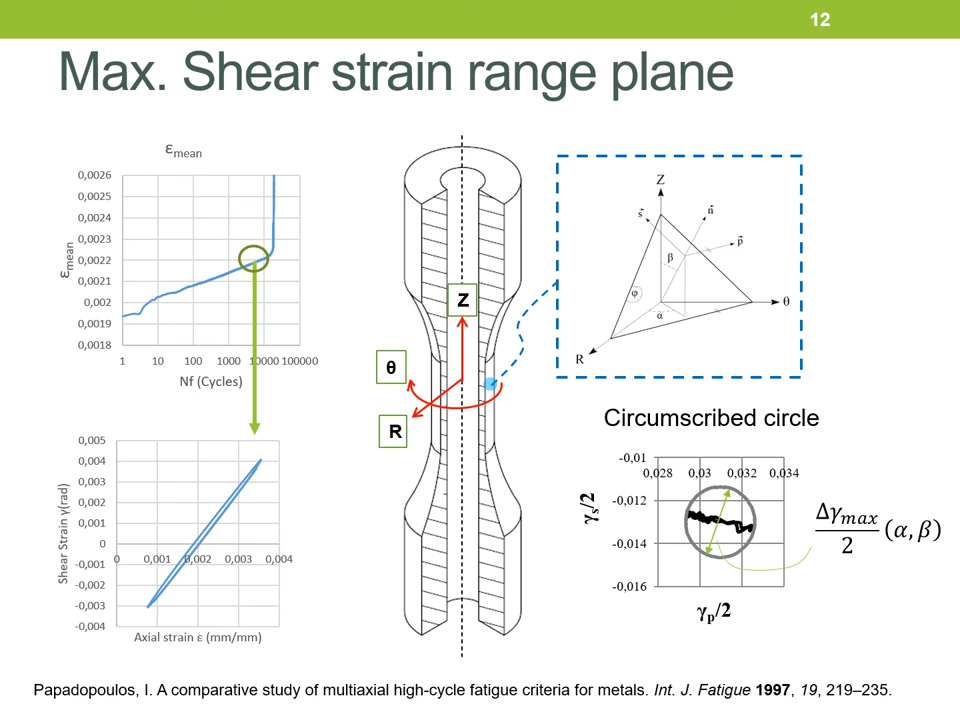 12
Max. Shear strain range plane
εmean
εmean
0,0026
0,0025
0,0024
0,0023
0,0022
0,0021
0,002
0,0019
0,0018
1 10 100 1000 10000 100000
Nf (Cycles)
Shear Strain γ(rad)
0,005
0,004
0,003
0,002
0,001
0
-0,001
-0,002
-0,003
-0,004
0 0,001 0,002 0,003 0,004
Axial strain ε (mm/mm)
Z
θ
R
Z
s
n
p
β
φ
α
θ
R
Circumscribed circle
γs/2
-0,01
-0,012
-0,014
-0,016
0,028 0,03 0,032 0,034
γp/2
Δγmax/2 (α, β)
Papadopoulos, I. A comparative study of multiaxial high-cycle fatigue criteria for metals. Int. J. Fatigue 1997, 19, 219–235.